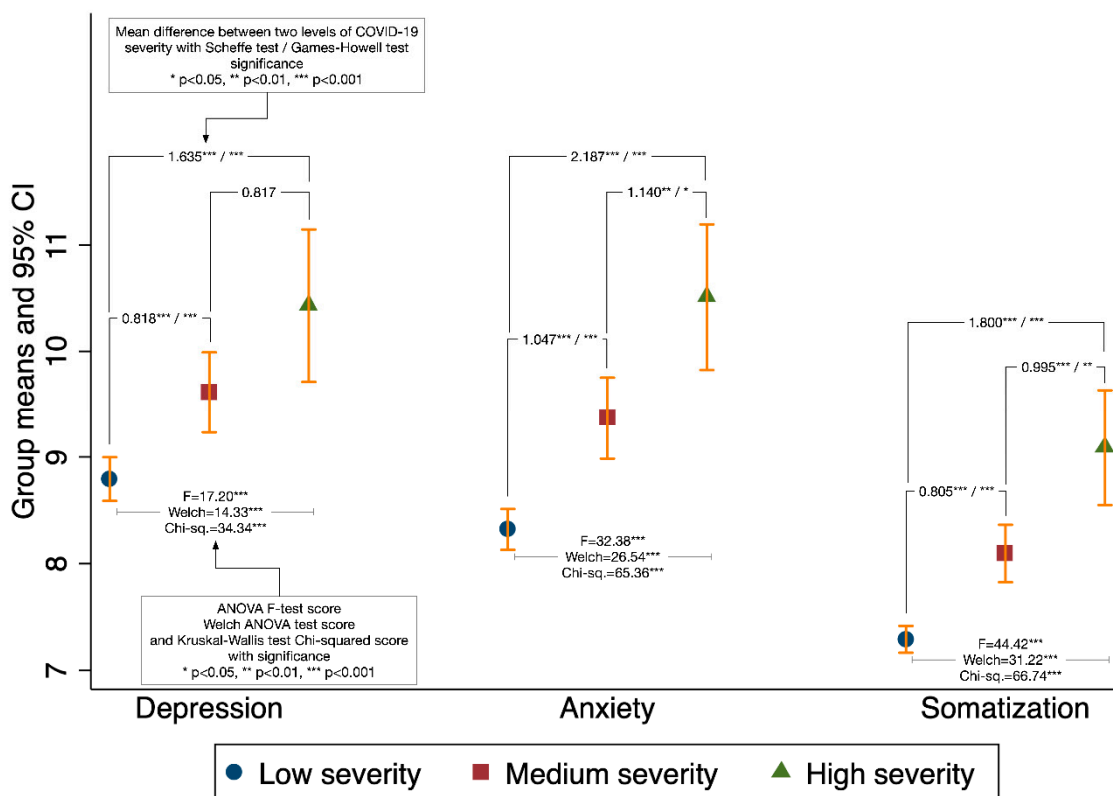 Mean difference between two levels of COVID-19
severity with Scheffe test / Games-Howell test
significance
* p<0.05, ** p<0.01, *** p<0.001
Group means and 95% CI
11
10
9
8
7
1.635*** / ***
0.817
0.818*** / ***
F=17.20***
Welch=14.33***
Chi-sq.=34.34***
ANOVA F-test score
Welch ANOVA test score
and Kruskal-Wallis test Chi-squared score
with significance
* p<0.05, ** p<0.01, *** p<0.001
2.187*** / ***
1.140** / *
1.047*** / ***
F=32.38***
Welch=26.54***
Chi-sq.=65.36***
1.800*** / ***
0.995*** / **
0.805*** / ***
F=44.42***
Welch=31.22***
Chi-sq.=66.74***
Depression
Anxiety
Somatization
Low severity
Medium severity
High severity